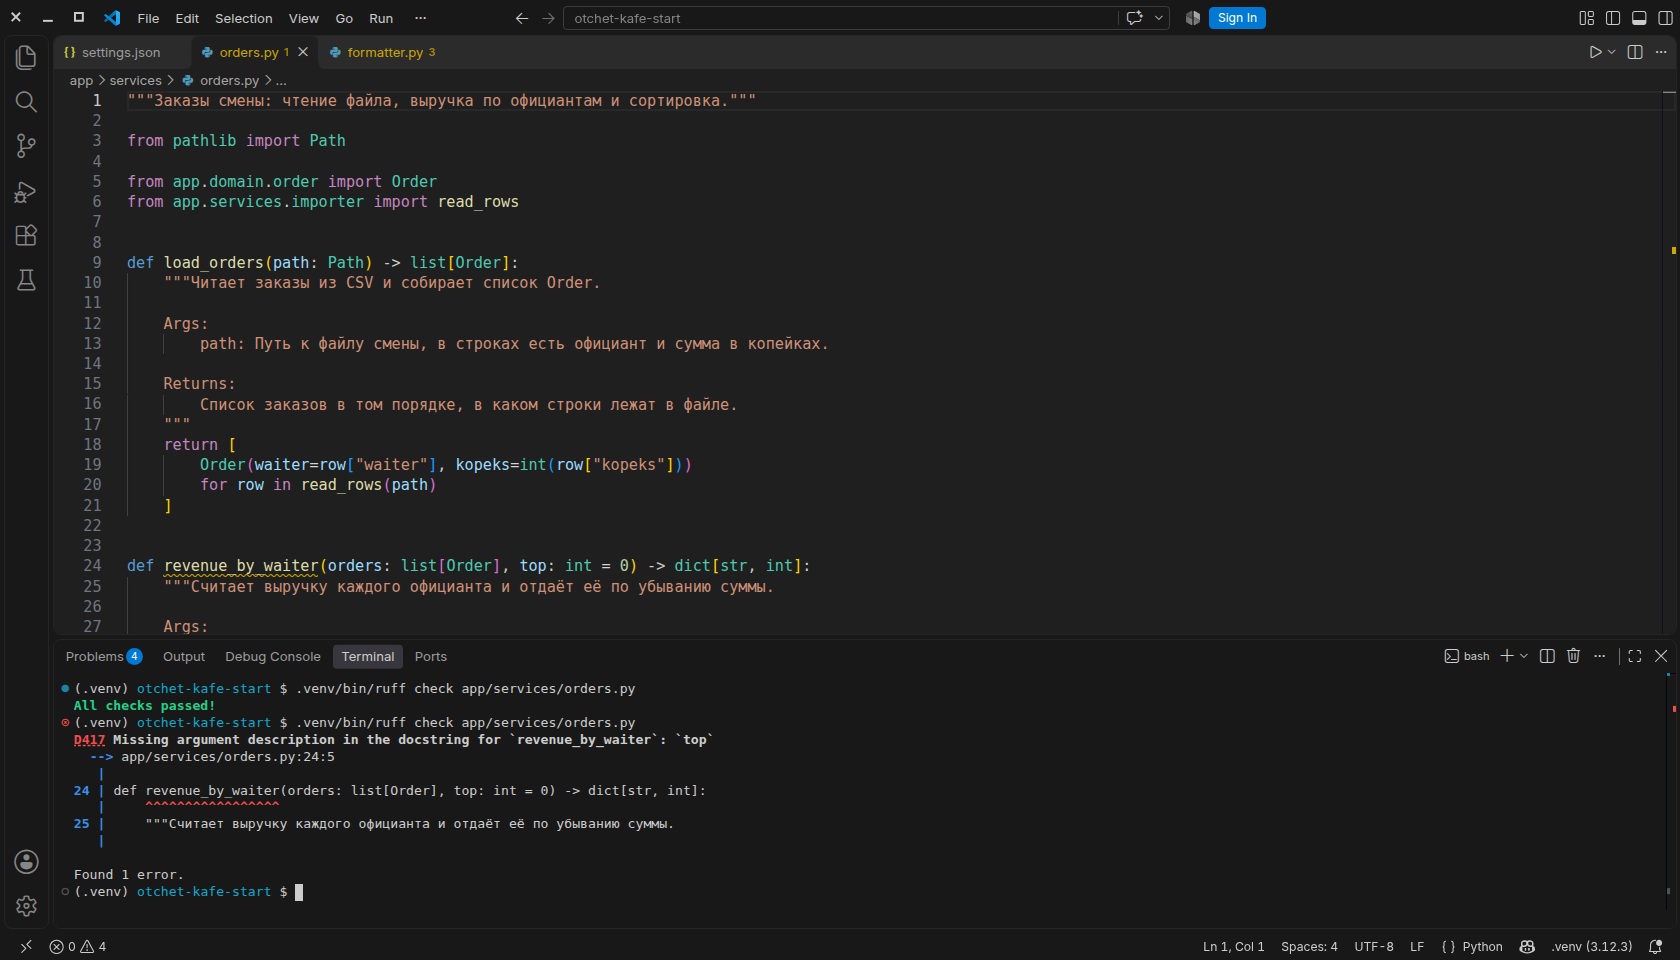 File Edit Selection View Go Run ···
otchet-kafe-start
Sign In
{} settings.json
orders.py 1
formatter.py 3
app > services > orders.py > ...
1 """Заказы смены: чтение файла, выручка по официантам и сортировка."""
2
3 from pathlib import Path
4
5 from app.domain.order import Order
6 from app.services.importer import read_rows
7
8
9 def load_orders(path: Path) -> list[Order]:
10 """Читает заказы из CSV и собирает список Order.
11
12 Args:
13 path: Путь к файлу смены, в строках есть официант и сумма в копейках.
14
15 Returns:
16 Список заказов в том порядке, в каком строки лежат в файле.
17 """
18 return [
19 Order(waiter=row["waiter"], kopeks=int(row["kopeks"]))
20 for row in read_rows(path)
21 ]
22
23
24 def revenue_by_waiter(orders: list[Order], top: int = 0) -> dict[str, int]:
25 """Считает выручку каждого официанта и отдаёт её по убыванию суммы.
26
27 Args:
Problems 4 Output Debug Console Terminal Ports
bash
(.venv) otchet-kafe-start $ .venv/bin/ruff check app/services/orders.py
All checks passed!
(.venv) otchet-kafe-start $ .venv/bin/ruff check app/services/orders.py
D417 Missing argument description in the docstring for `revenue_by_waiter`: `top`
--> app/services/orders.py:24:5
|
24 | def revenue_by_waiter(orders: list[Order], top: int = 0) -> dict[str, int]:
| ^^^^^^^^^^^^^^^^^
25 | """Считает выручку каждого официанта и отдаёт её по убыванию суммы.
|
Found 1 error.
(.venv) otchet-kafe-start $
0 4
Ln 1, Col 1 Spaces: 4 UTF-8 LF {} Python .venv (3.12.3)